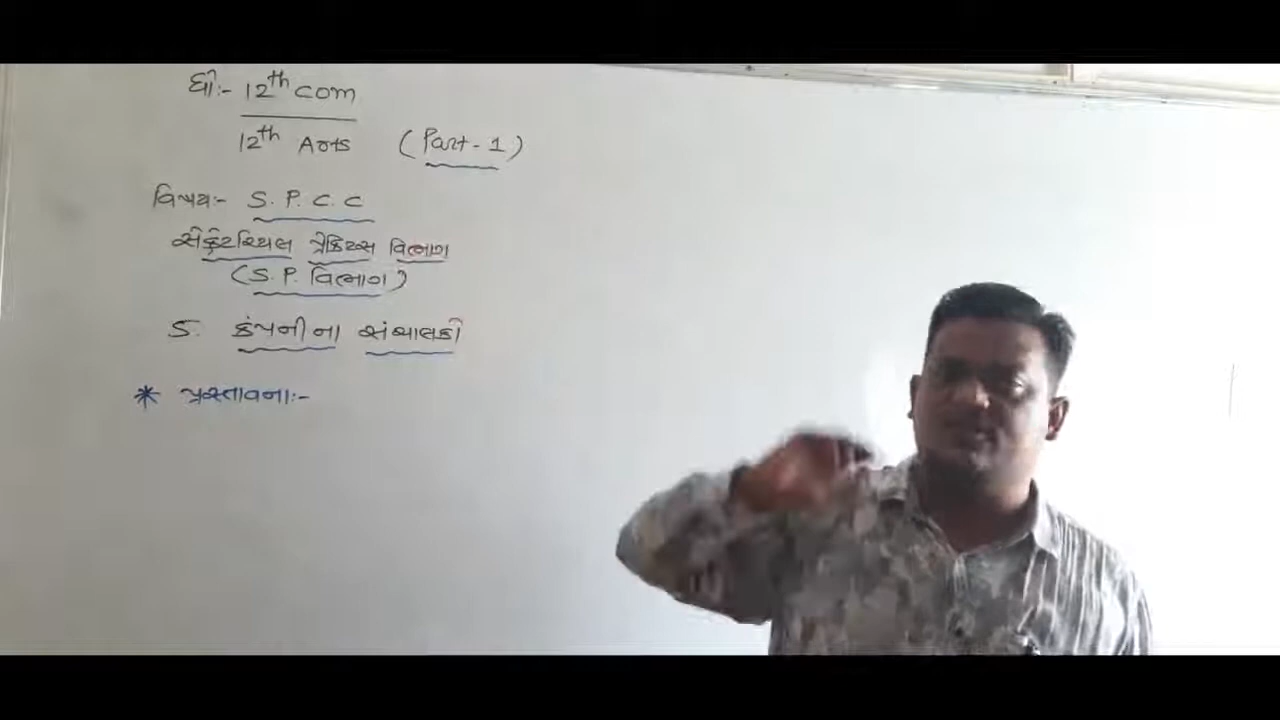 ધો:- 12th com
12th Arts (Part-1)
વિષય:- S. P. C. C
સેક્રેટરિયલ પ્રેક્ટિસ વિભાગ
(S.P. વિભાગ)
5. કંપનીના સંચાલકો
* પ્રસ્તાવના:-